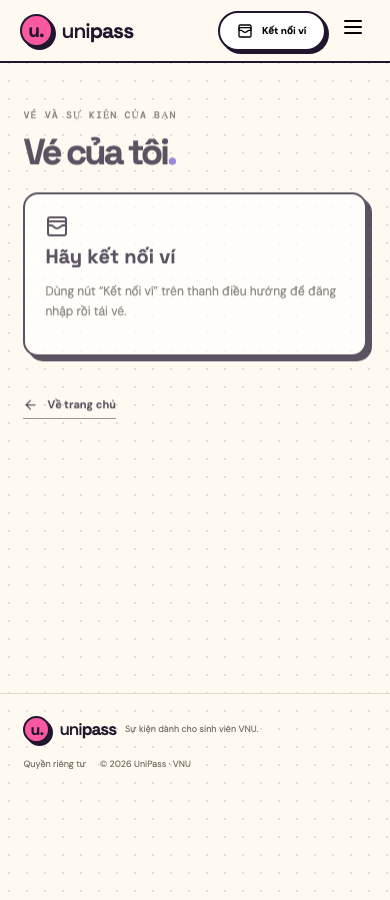 u. unipass
Kết nối ví
VÉ VÀ SỰ KIỆN CỦA BẠN
Vé của tôi.
Hãy kết nối ví
Dùng nút “Kết nối ví” trên thanh điều hướng để đăng
nhập rồi tải vé.
Về trang chủ
u. unipass Sự kiện dành cho sinh viên VNU.
Quyền riêng tư © 2026 UniPass · VNU